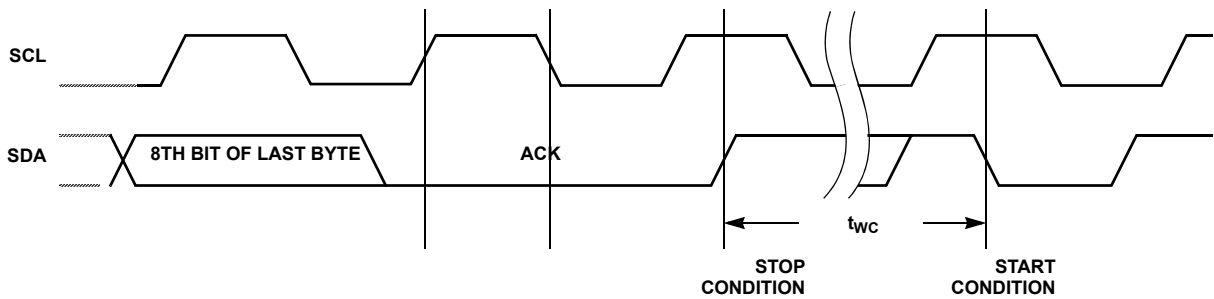 SCL
SDA
8TH BIT OF LAST BYTE
ACK
tWC
STOP
CONDITION
START
CONDITION